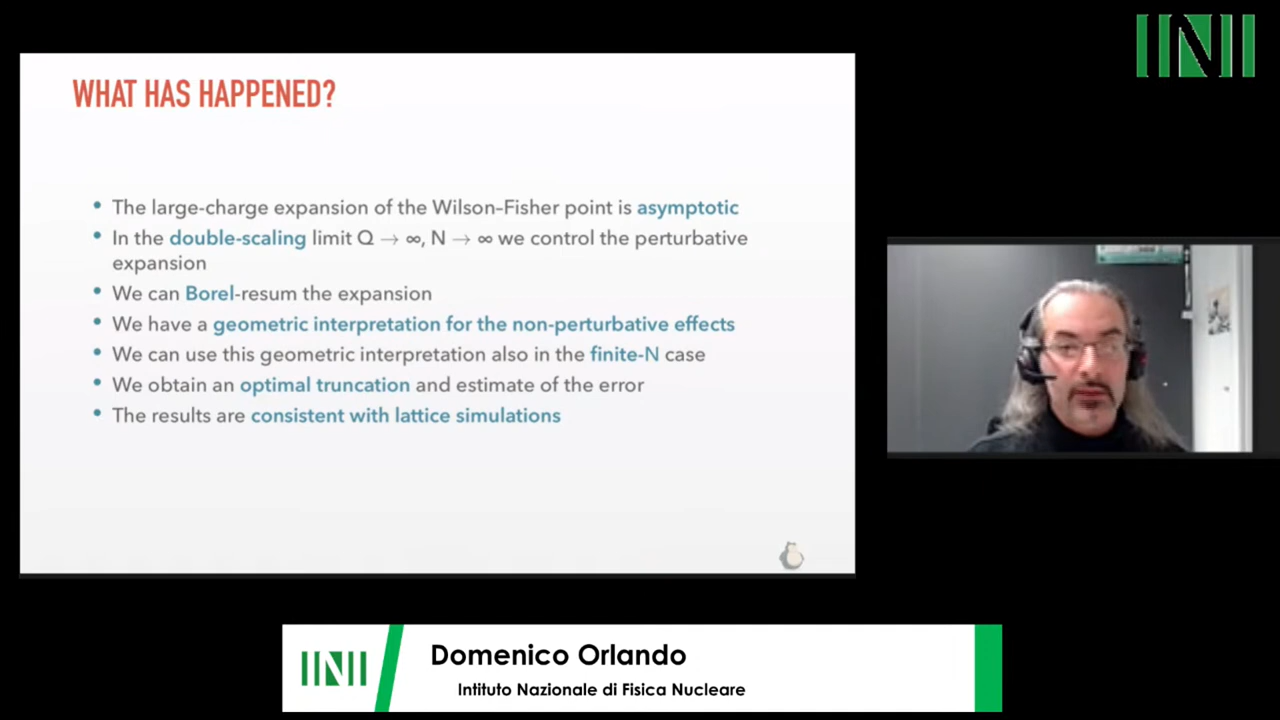 INI
WHAT HAS HAPPENED?
• The large-charge expansion of the Wilson–Fisher point is asymptotic
• In the double-scaling limit Q → ∞, N → ∞ we control the perturbative
expansion
• We can Borel-resum the expansion
• We have a geometric interpretation for the non-perturbative effects
• We can use this geometric interpretation also in the finite-N case
• We obtain an optimal truncation and estimate of the error
• The results are consistent with lattice simulations
INI
Domenico Orlando
Intituto Nazionale di Fisica Nucleare